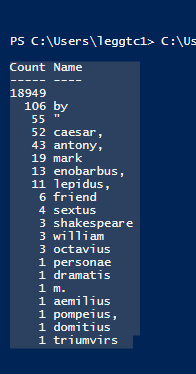 PS C:\Users\leggtc1> C:\Us
Count Name
----- ----
18949
106 by
55 "
52 caesar,
43 antony,
19 mark
13 enobarbus,
11 lepidus,
6 friend
4 sextus
3 shakespeare
3 william
3 octavius
1 personae
1 dramatis
1 m.
1 aemilius
1 pompeius,
1 domitius
1 triumvirs